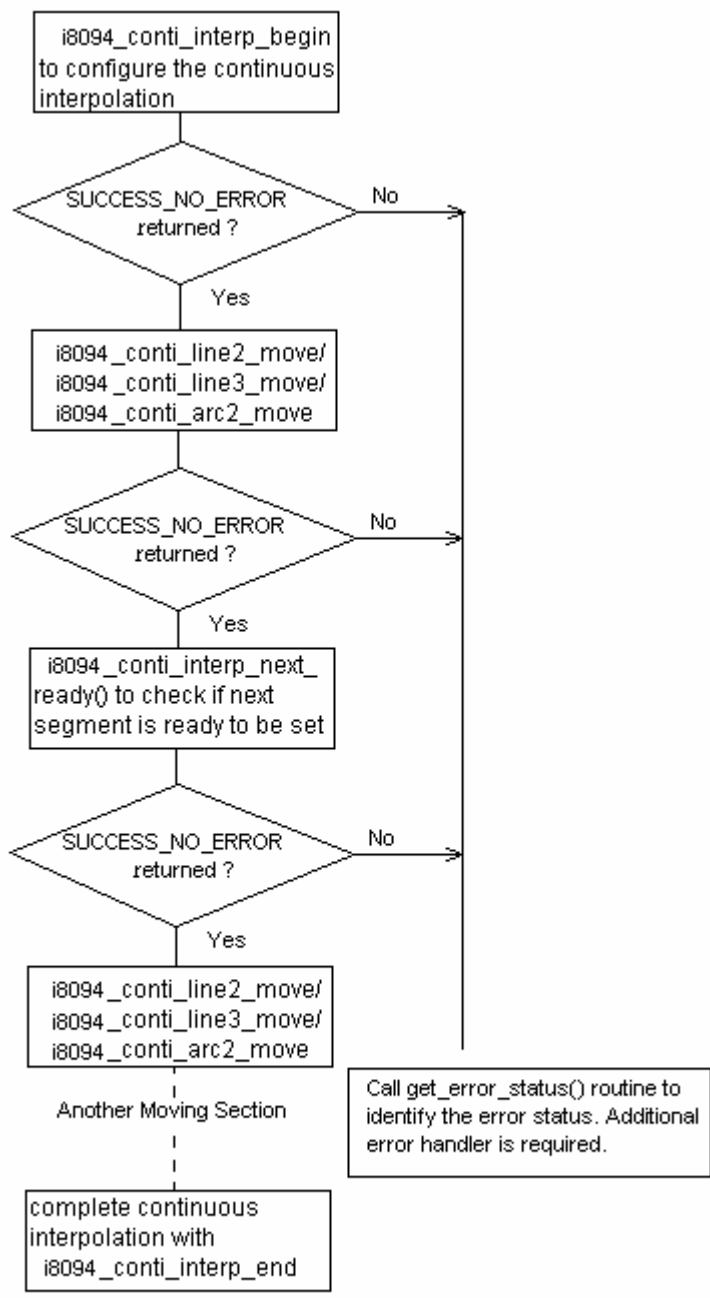 i8094_conti_interp_begin
to configure the continuous
interpolation
SUCCESS_NO_ERROR
returned ?
No
Yes
i8094_conti_line2_move/
i8094_conti_line3_move/
i8094_conti_arc2_move
SUCCESS_NO_ERROR
returned ?
No
Yes
i8094_conti_interp_next_
ready() to check if next
segment is ready to be set
SUCCESS_NO_ERROR
returned ?
No
Yes
i8094_conti_line2_move/
i8094_conti_line3_move/
i8094_conti_arc2_move
Another Moving Section
Call get_error_status() routine to
identify the error status. Additional
error handler is required.
complete continuous
interpolation with
i8094_conti_interp_end